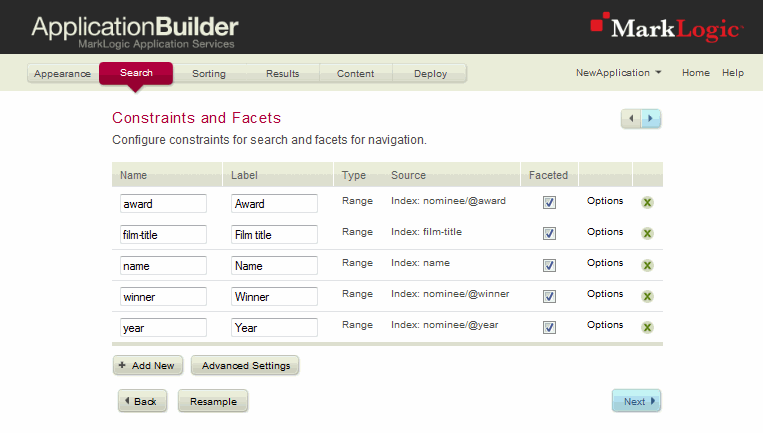 ApplicationBuilder
MarkLogic Application Services
MarkLogic
Appearance Search Sorting Results Content Deploy NewApplication Home Help
Constraints and Facets
Configure constraints for search and facets for navigation.
Name Label Type Source Faceted
award Award Range Index: nominee/@award Options
film-title Film title Range Index: film-title Options
name Name Range Index: name Options
winner Winner Range Index: nominee/@winner Options
year Year Range Index: nominee/@year Options
Add New Advanced Settings
Back Resample Next